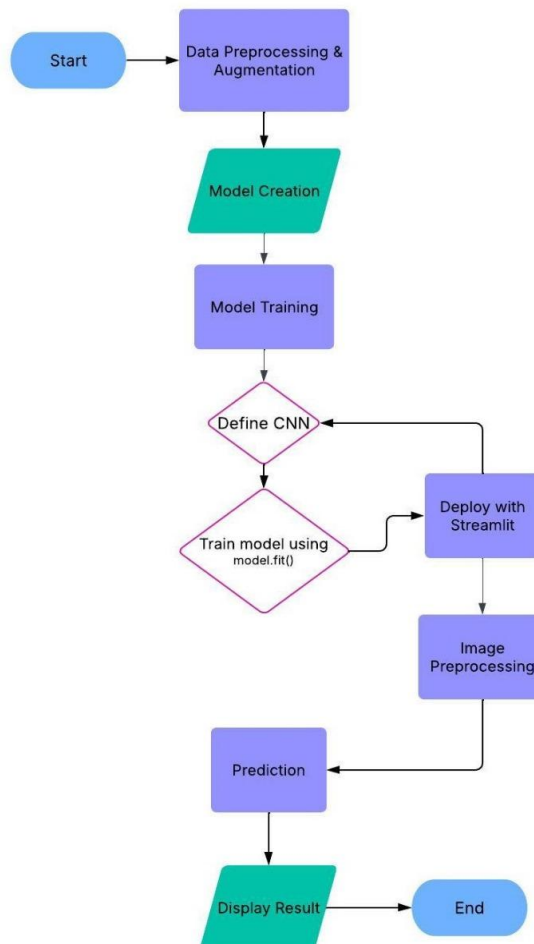 Start
Data Preprocessing &
Augmentation
Model Creation
Model Training
Define CNN
Train model using
model.fit()
Deploy with
Streamlit
Image
Preprocessing
Prediction
Display Result
End